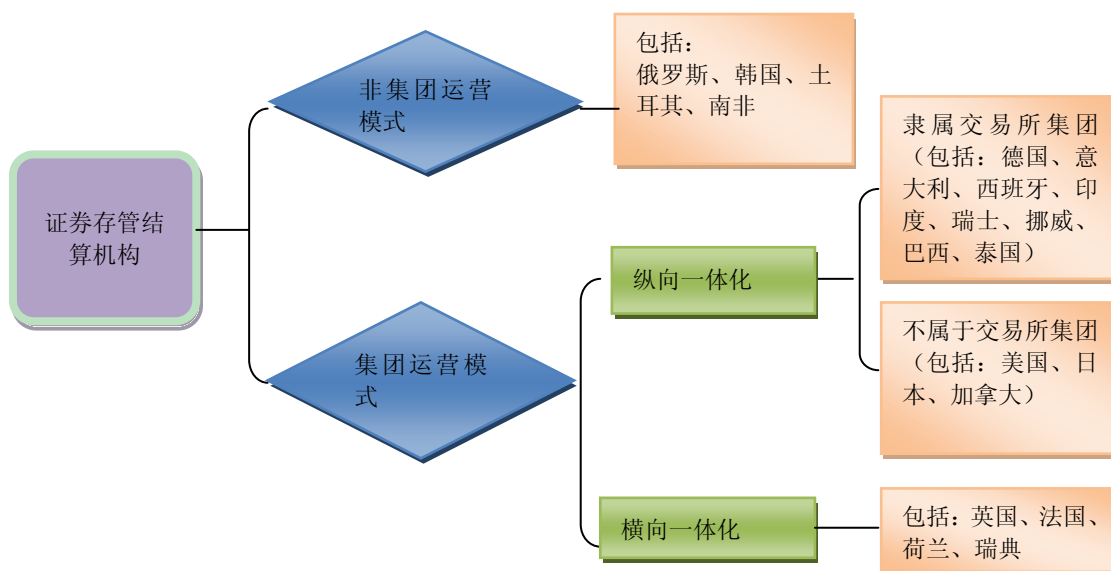 非集团运营
模式
包括：
俄罗斯、韩国、土
耳其、南非
证券存管结
算机构
隶属交易所集团
（包括：德国、意
大利、西班牙、印
度、瑞士、挪威、
巴西、泰国）
纵向一体化
集团运营模
式
不属于交易所集团
（包括：美国、日
本、加拿大）
横向一体化
包括：英国、法国、
荷兰、瑞典